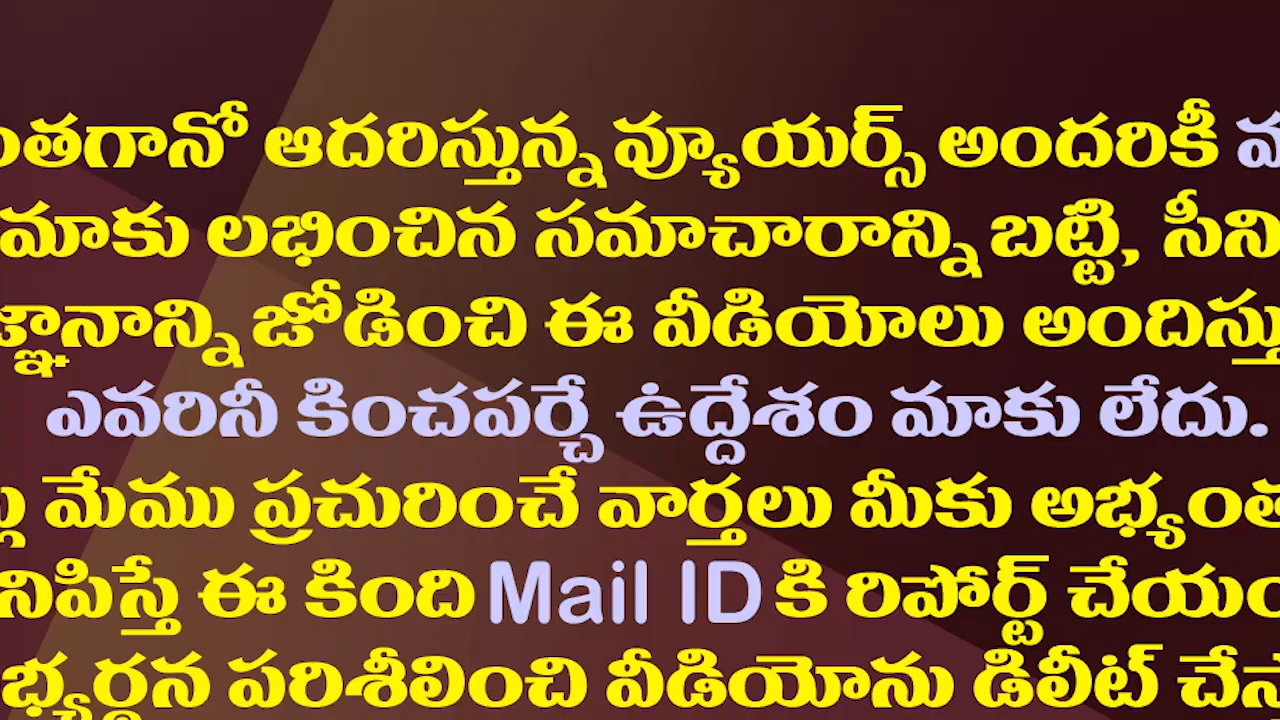 ంతగానో ఆదరిస్తున్న వ్యూయర్స్ అందరికీ
మాకు లభించిన సమాచారాన్ని బట్టి, సీని
జ్ఞానాన్ని జోడించి ఈ వీడియోలు అందిస్తు
ఎవరినీ కించపర్చే ఉద్దేశం మాకు లేదు.
మేము ప్రచురించే వార్తలు మీకు అభ్యంత
నిపిస్తే ఈ కింది Mail ID కి రిపోర్ట్ చేయం
భ్యర్థన పరిశీలించి వీడియోను డిలీట్ చేస